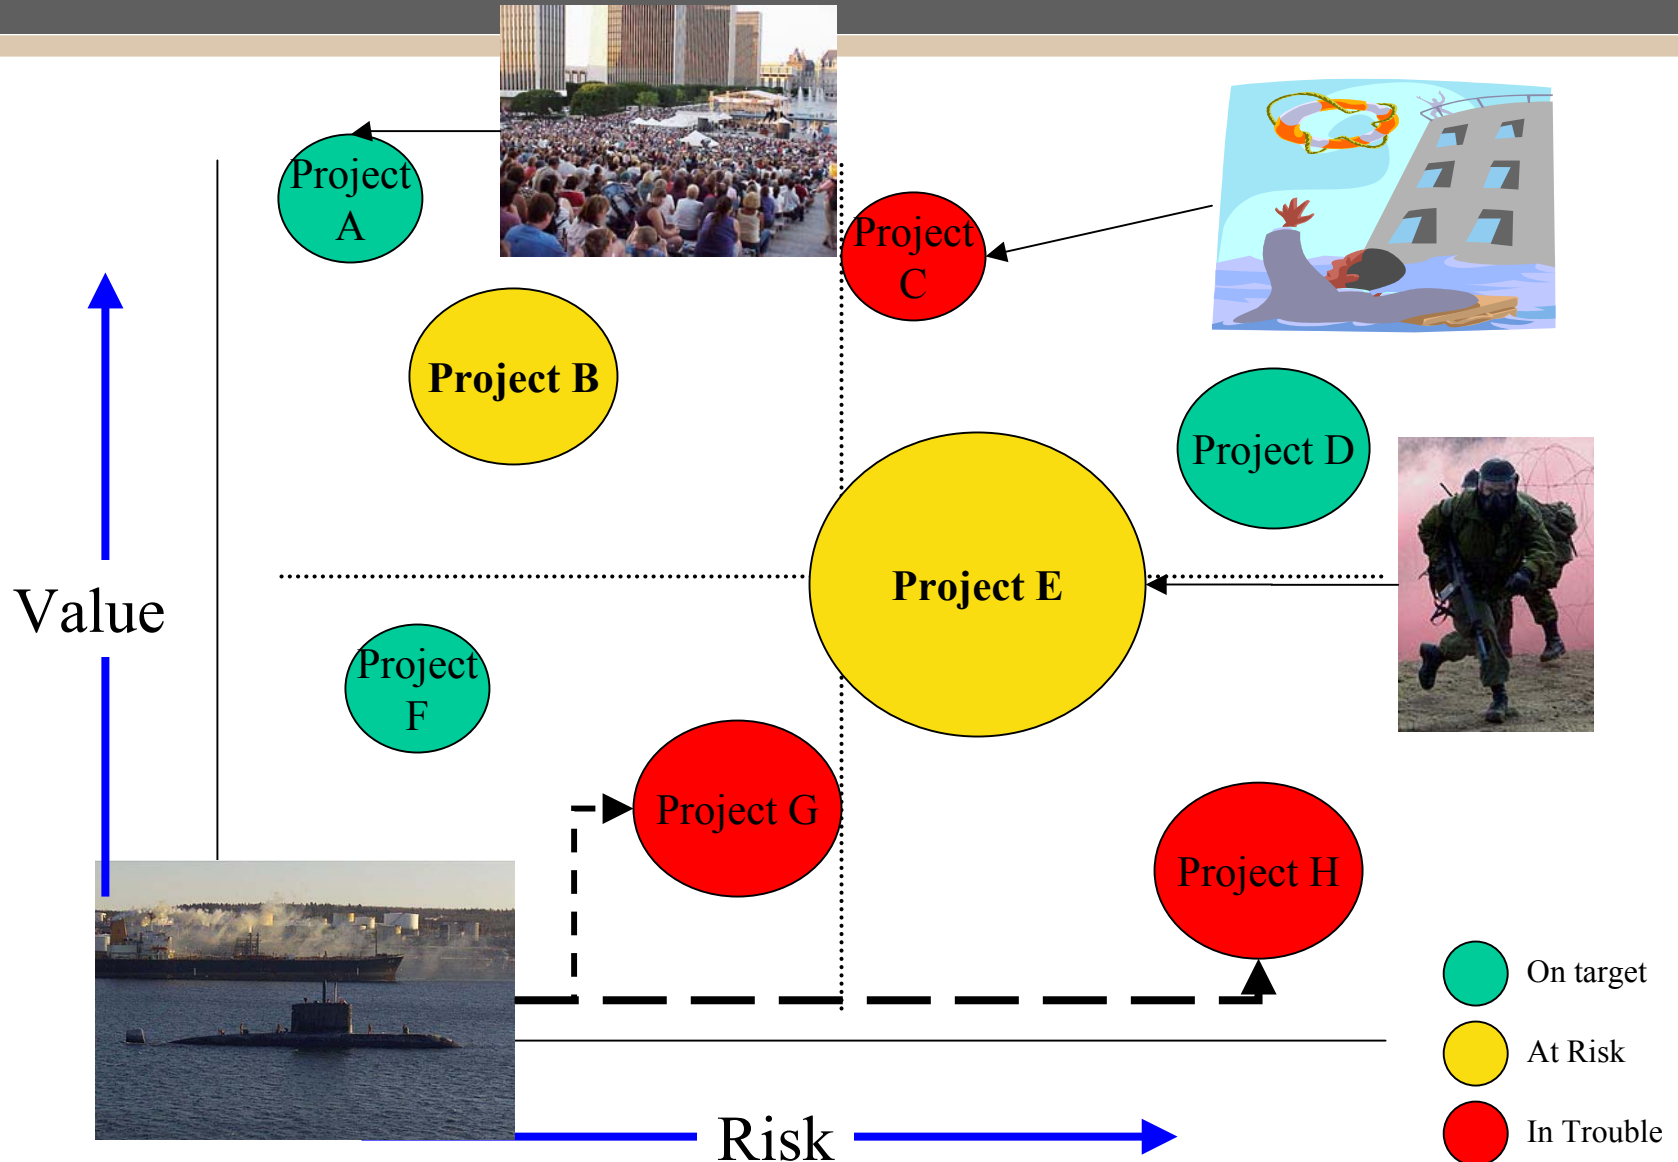 Project
A
Project
C
Project B
Project D
Project E
Value
Project
F
Project G
Project H
On target
At Risk
In Trouble
Risk